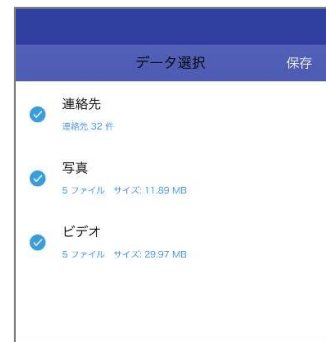 データ選択 保存
連絡先
連絡先 32 件
写真
5 ファイル サイズ: 11.89 MB
ビデオ
5 ファイル サイズ: 29.97 MB